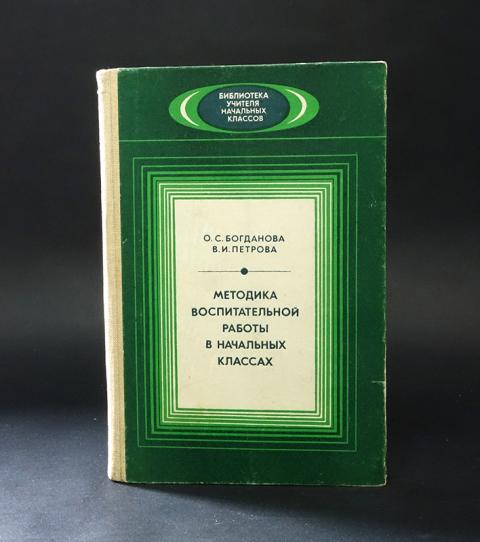 БИБЛИОТЕКА
УЧИТЕЛЯ
НАЧАЛЬНЫХ
КЛАССОВ
О. С. БОГДАНОВА
В. И. ПЕТРОВА
МЕТОДИКА
ВОСПИТАТЕЛЬНОЙ
РАБОТЫ
В НАЧАЛЬНЫХ
КЛАССАХ